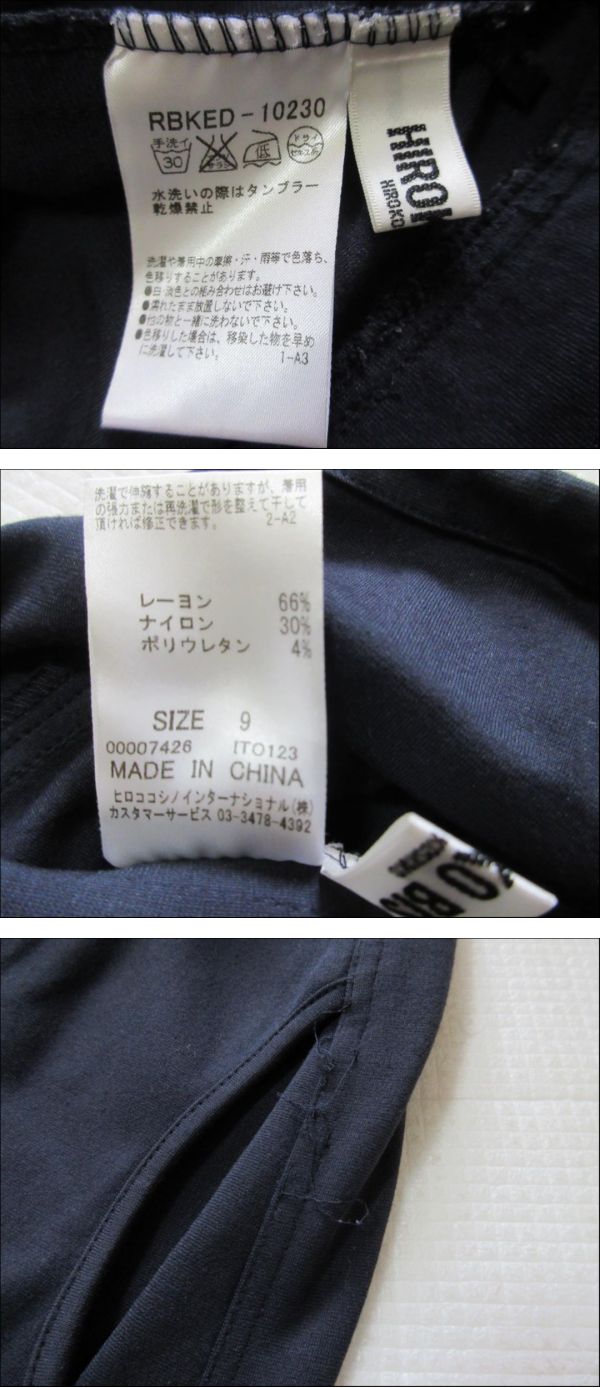 RBKED-10230
手洗イ
30
低
ドライ
セキユ系
水洗いの際はタンブラー
乾燥禁止
洗濯や着用中の摩擦・汗・雨等で色落ち、
色移りすることがあります。
●白・淡色との組み合わせはお避け下さい。
●濡れたまま放置しないで下さい。
●他の物と一緒に洗わないで下さい。
●色移りした場合は、移染した物を早め
に洗濯して下さい。 1-A3
HIROK
HIROKO
洗濯で伸縮することがありますが、着用
の張力または再洗濯で形を整えて干して
頂ければ修正できます。 2-A2
レーヨン 66%
ナイロン 30%
ポリウレタン 4%
SIZE 9
00007426 ITO123
MADE IN CHINA
ヒロココシノインターナショナル(株)
カスタマーサービス 03-3478-4392